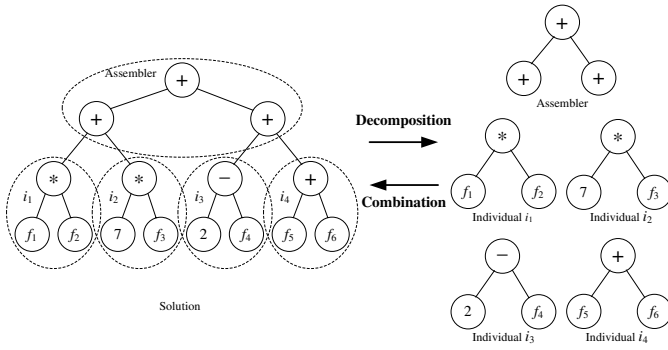 +
+ +
Assembler
Assembler
+
+ +
Decomposition
Combination
i1 * i2 * i3 − i4 +
f1 f2 7 f3 2 f4 f5 f6
Solution
* *
f1 f2 7 f3
Individual i1 Individual i2
− +
2 f4 f5 f6
Individual i3 Individual i4